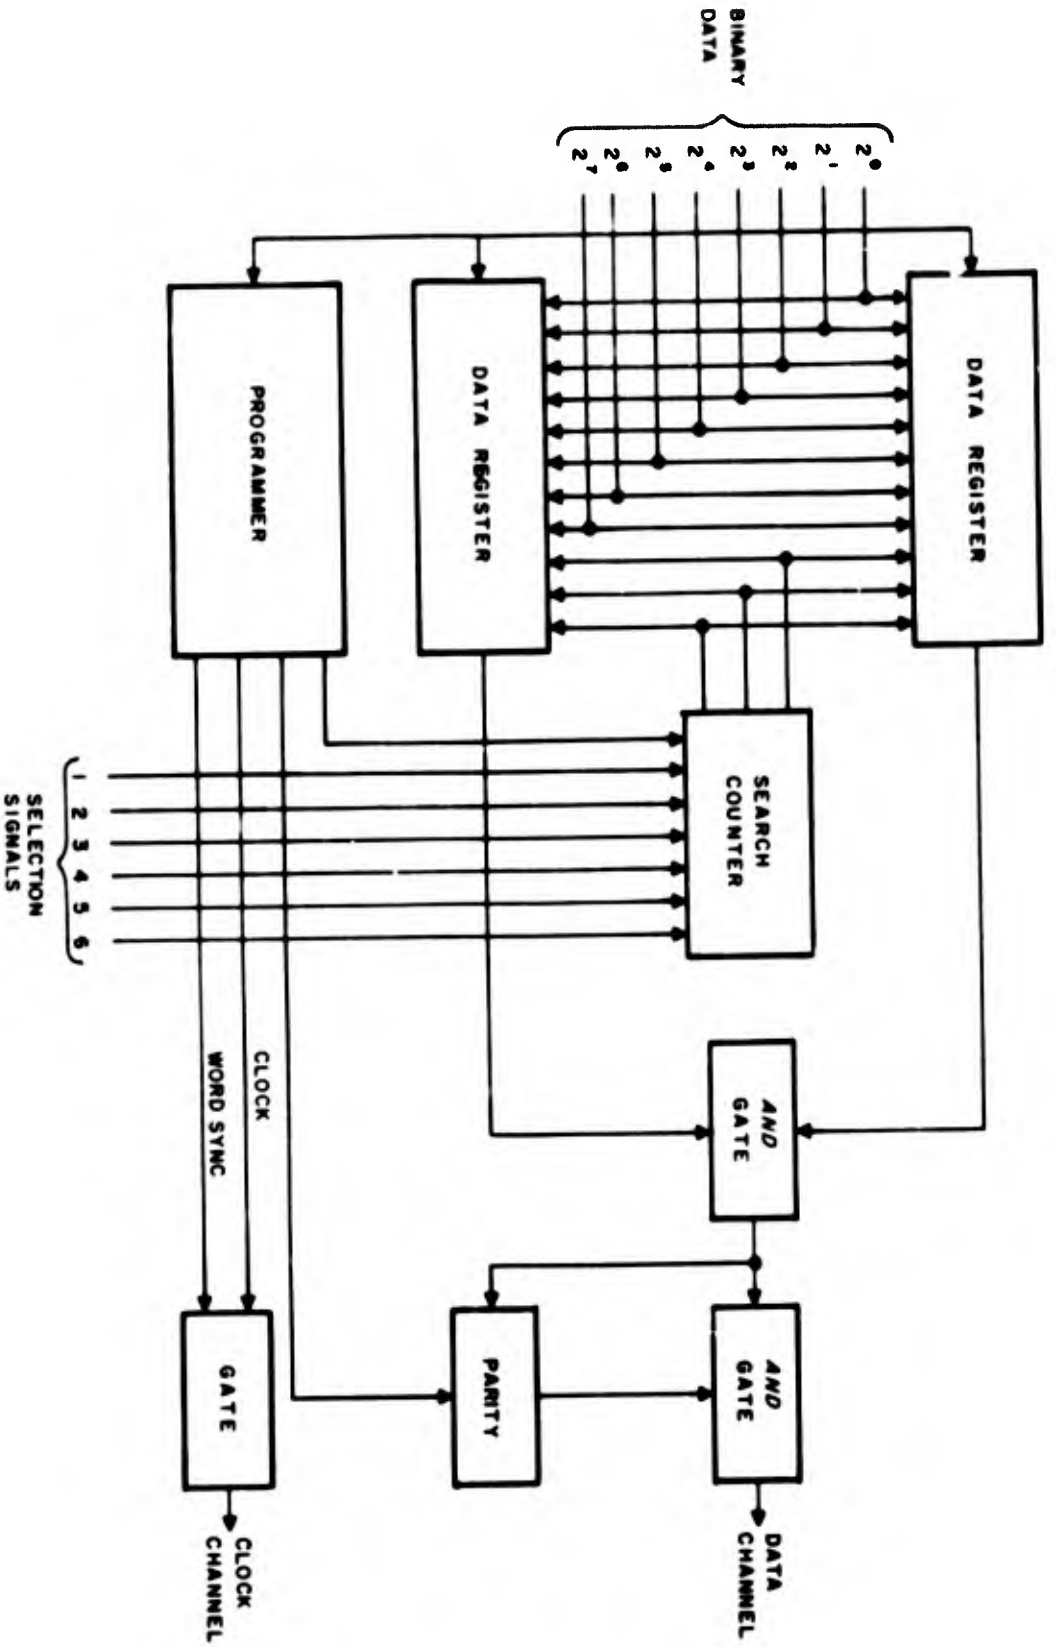 BINARY
DATA
2⁰
2¹
2²
2³
2⁴
2⁵
2⁶
2⁷
DATA REGISTER
DATA REGISTER
PROGRAMMER
SEARCH
COUNTER
1
2
3
4
5
6
SELECTION
SIGNALS
AND
GATE
CLOCK
WORD SYNC
AND
GATE
PARITY
GATE
DATA
CHANNEL
CLOCK
CHANNEL